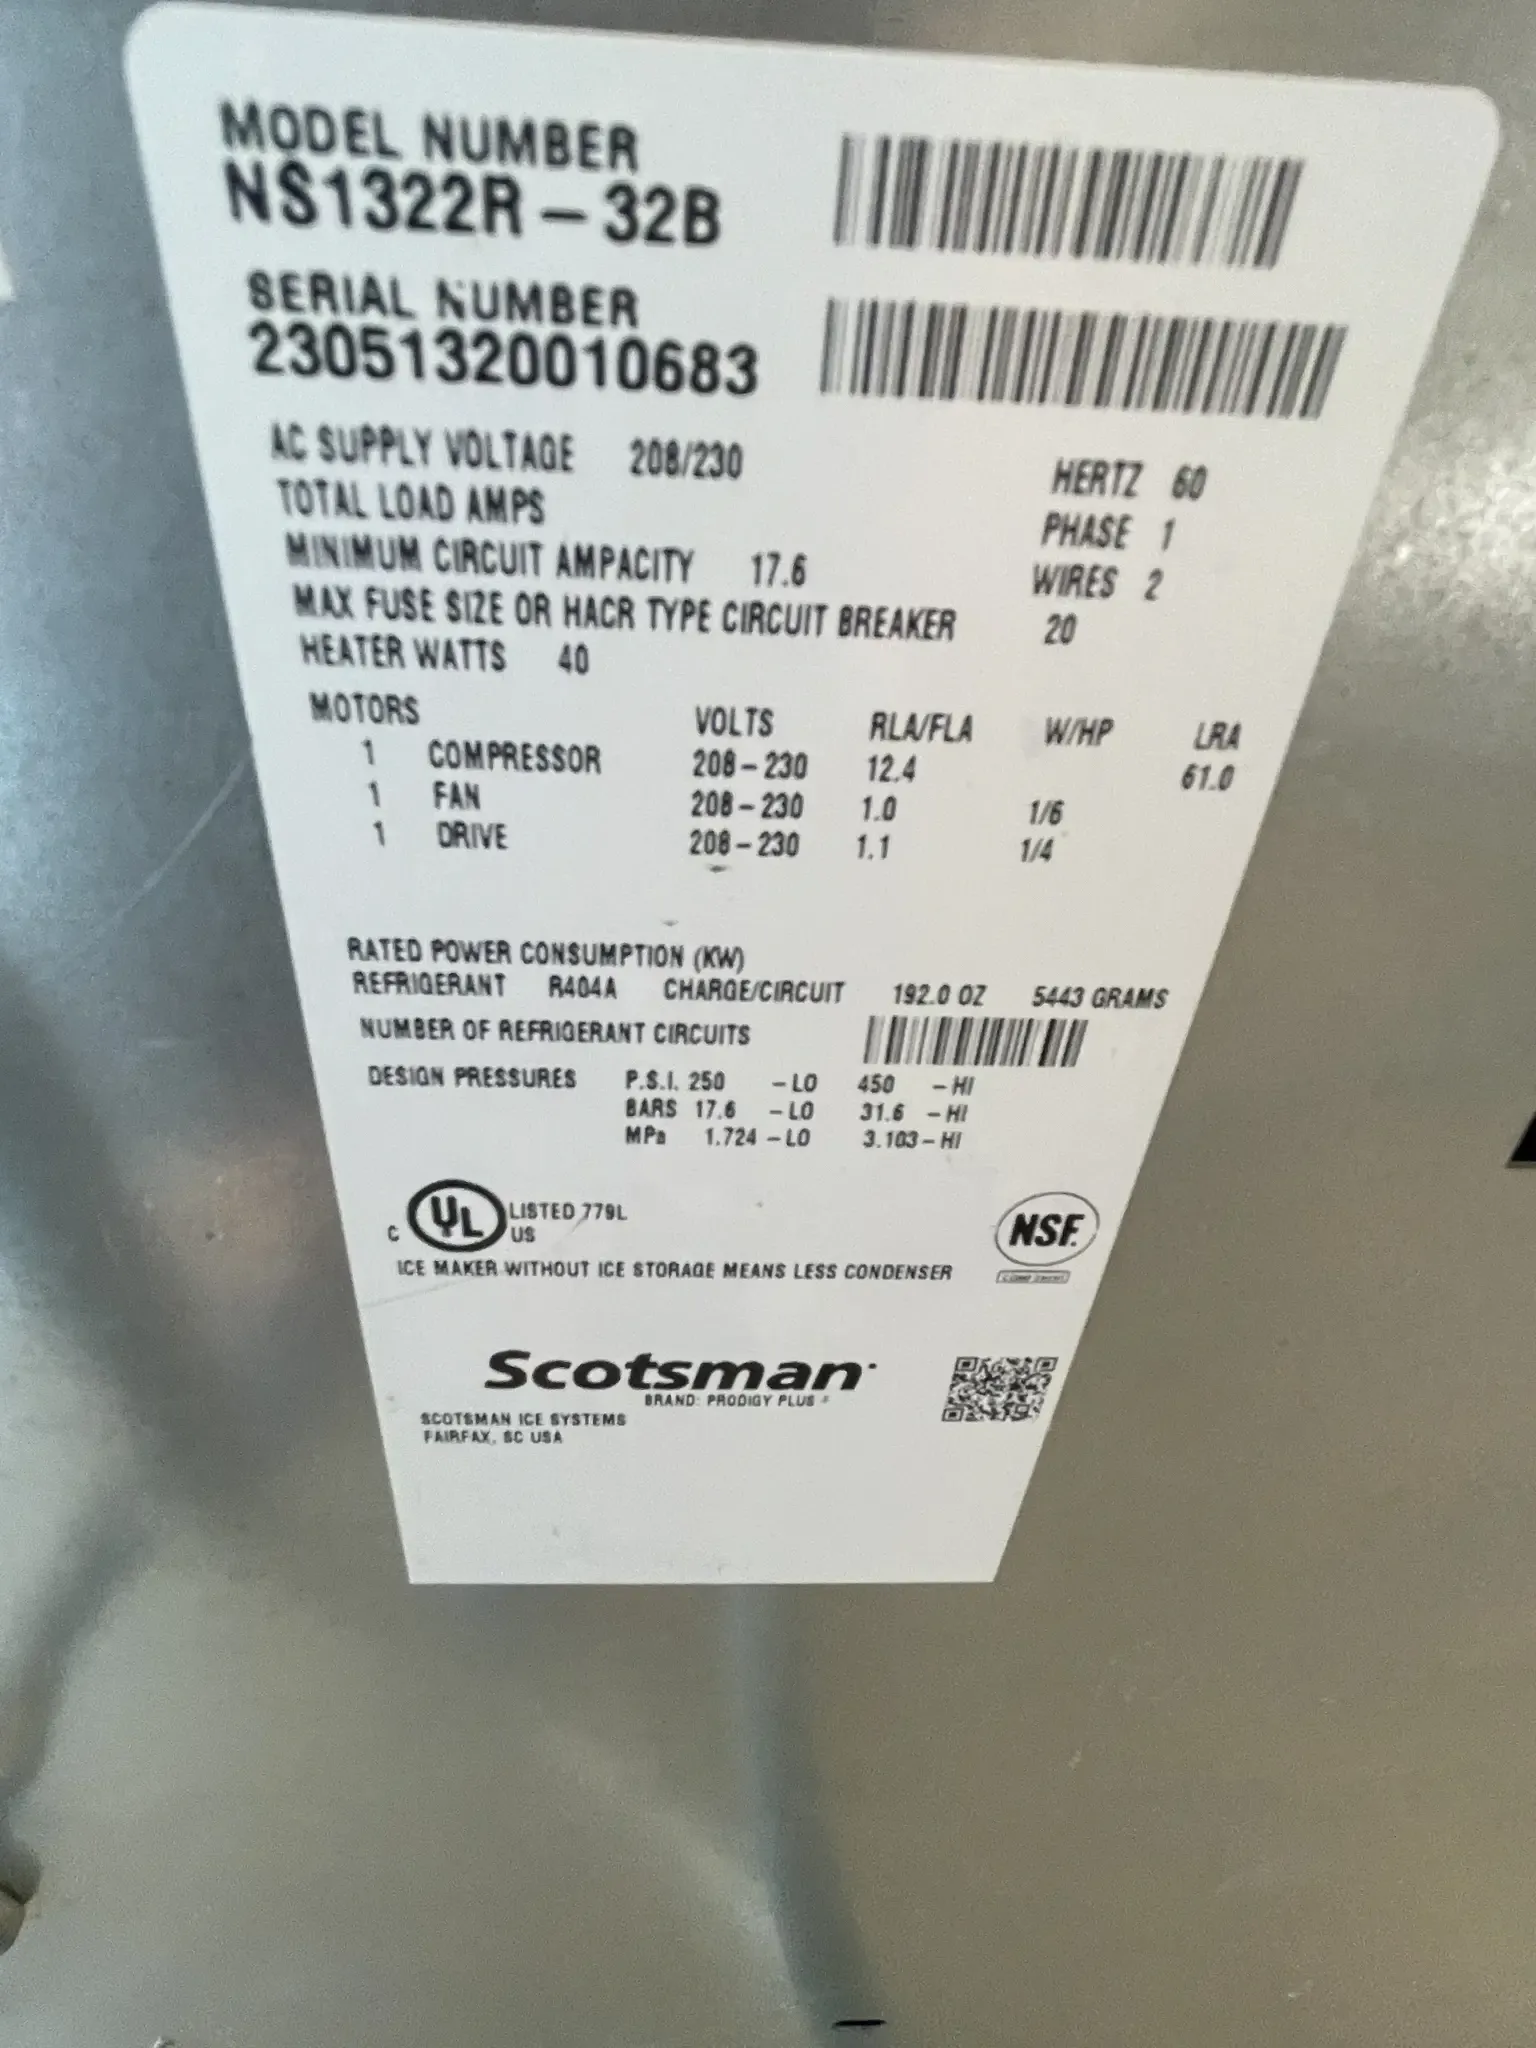 MODEL NUMBER
NS1322R-32B
SERIAL NUMBER
23051320010683
AC SUPPLY VOLTAGE 208/230 HERTZ 60
TOTAL LOAD AMPS PHASE 1
MINIMUM CIRCUIT AMPACITY 17.6 WIRES 2
MAX FUSE SIZE OR HACR TYPE CIRCUIT BREAKER 20
HEATER WATTS 40
MOTORS VOLTS RLA/FLA W/HP LRA
1 COMPRESSOR 208-230 12.4 61.0
1 FAN 208-230 1.0 1/6
1 DRIVE 208-230 1.1 1/4
RATED POWER CONSUMPTION (KW)
REFRIGERANT R404A CHARGE/CIRCUIT 192.0 OZ 5443 GRAMS
NUMBER OF REFRIGERANT CIRCUITS
DESIGN PRESSURES P.S.I. 250 -LO 450 -HI
BARS 17.6 -LO 31.6 -HI
MPa 1.724-LO 3.103-HI
C UL LISTED 779L
US
NSF.
ICE MAKER WITHOUT ICE STORAGE MEANS LESS CONDENSER
Scotsman
BRAND: PRODIGY PLUS
SCOTSMAN ICE SYSTEMS
FAIRFAX, SC USA